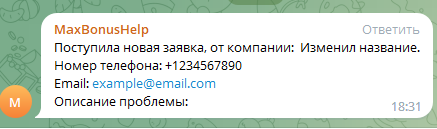 MaxBonusHelp
Ответить
Поступила новая заявка, от компании: Изменил название.
Номер телефона: +1234567890
Email: example@email.com
Описание проблемы:
M
18:31